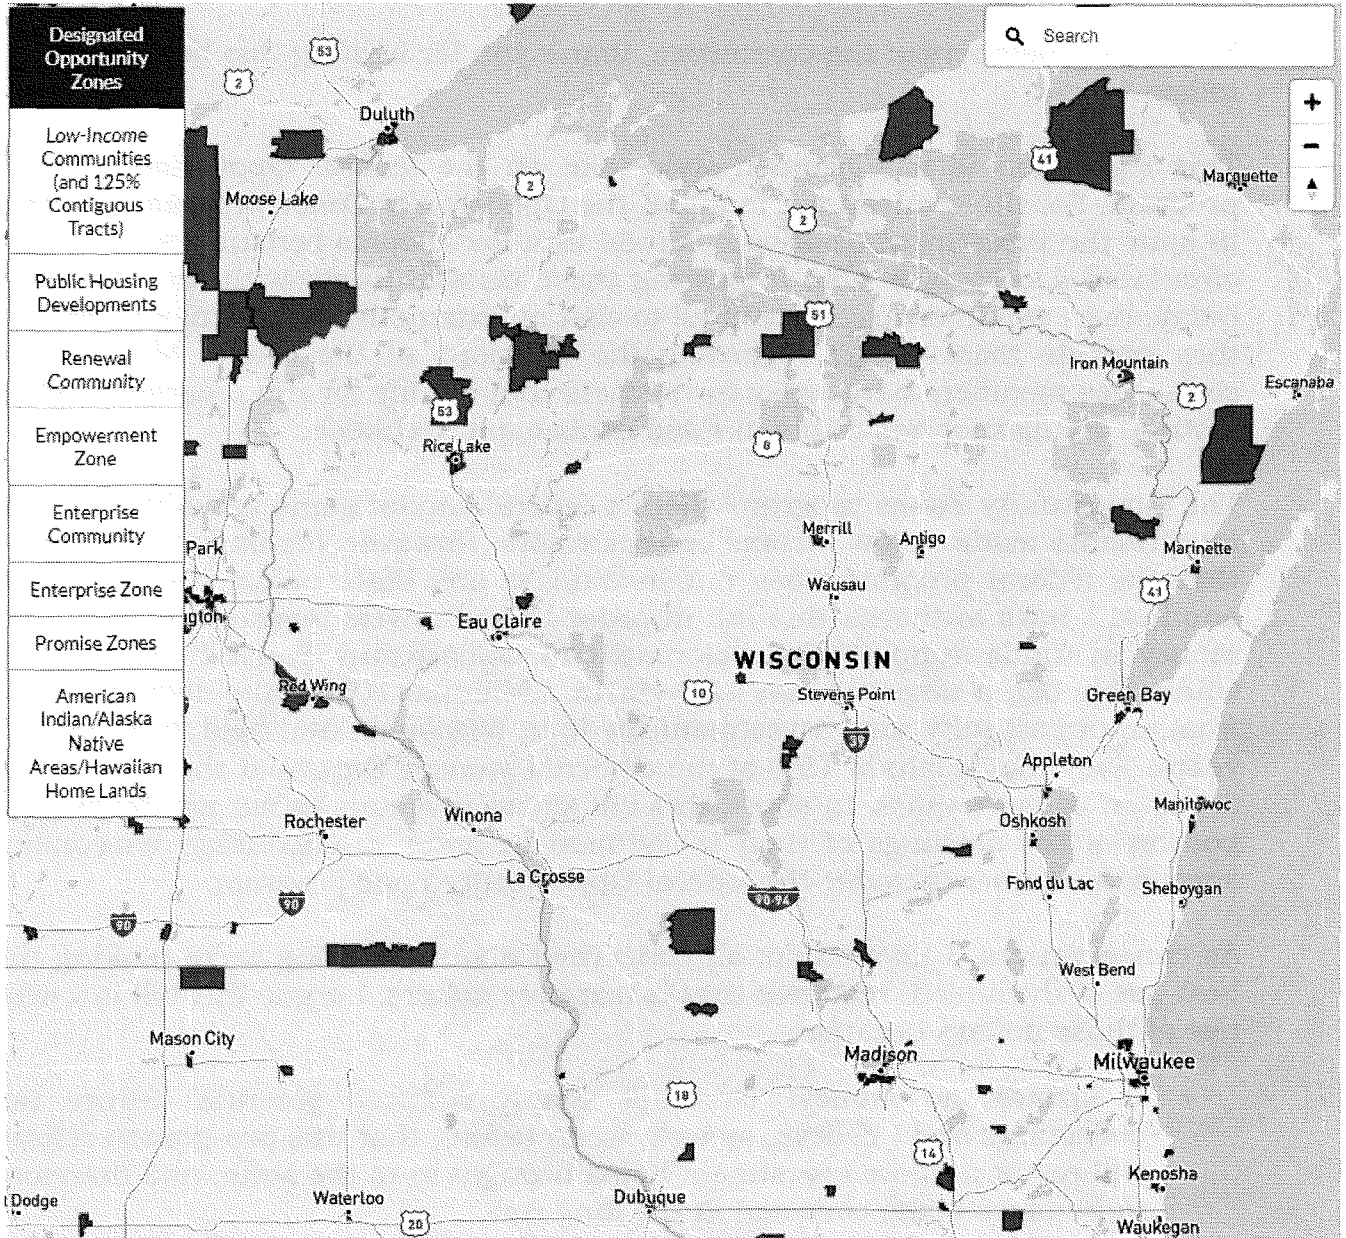 Designated
Opportunity
Zones
Low-Income
Communities
(and 125%
Contiguous
Tracts)
Public Housing
Developments
Renewal
Community
Empowerment
Zone
Enterprise
Community
Enterprise Zone
Promise Zones
American
Indian/Alaska
Native
Areas/Hawaiian
Home Lands
Search
+
-
53
2
Duluth
41
Marquette
2
Moose Lake
2
51
Iron Mountain
Escanaba
2
53
Rice Lake
8
Merrill
Antigo
Park
Marinette
Wausau
41
Enterprise Zone
gton
Eau Claire
WISCONSIN
Red Wing
10
Stevens Point
Green Bay
39
Appleton
Manitowoc
Rochester
Winona
Oshkosh
La Crosse
Fond du Lac
Sheboygan
90
90-94
90
West Bend
Mason City
Madison
Milwaukee
18
14
Kenosha
t Dodge
Waterloo
Dubuque
20
Waukegan